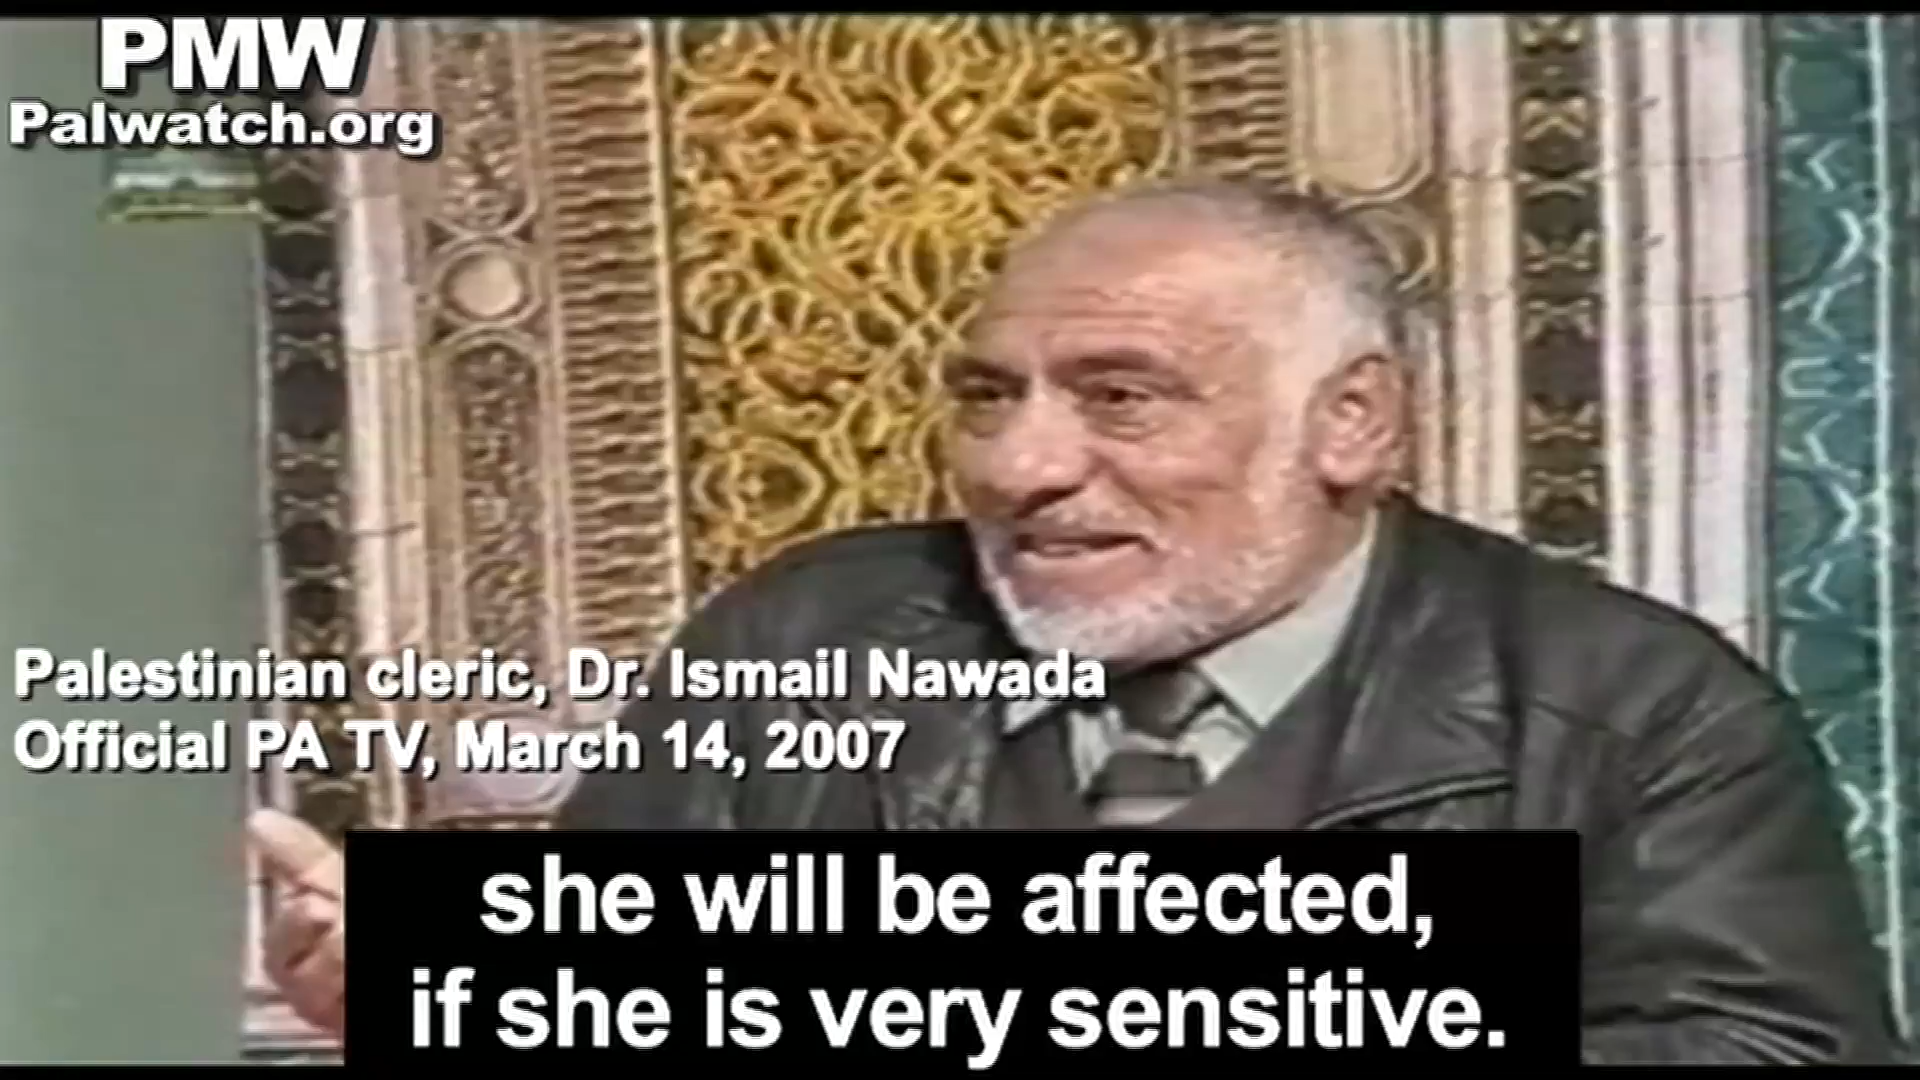 PMW
Palwatch.org
Palestinian cleric, Dr. Ismail Nawada
Official PA TV, March 14, 2007
she will be affected,
if she is very sensitive.